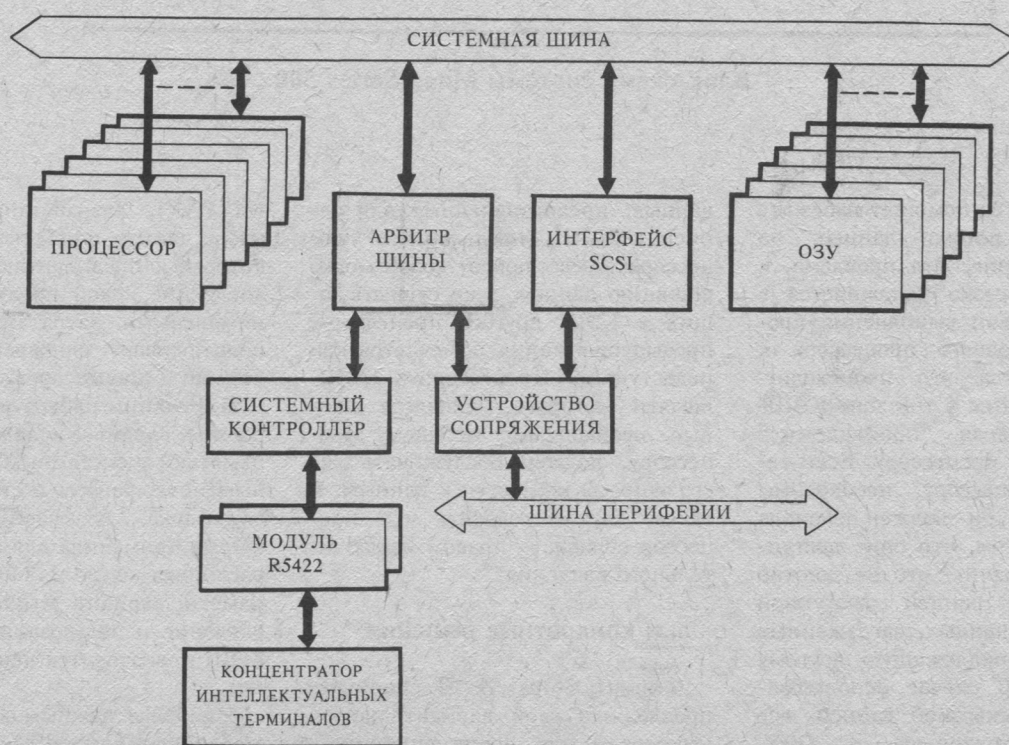 СИСТЕМНАЯ ШИНА
ПРОЦЕССОР
АРБИТР
ШИНЫ
ИНТЕРФЕЙС
SCSI
ОЗУ
СИСТЕМНЫЙ
КОНТРОЛЛЕР
УСТРОЙСТВО
СОПРЯЖЕНИЯ
ШИНА ПЕРИФЕРИИ
МОДУЛЬ
R5422
КОНЦЕНТРАТОР
ИНТЕЛЛЕКТУАЛЬНЫХ
ТЕРМИНАЛОВ